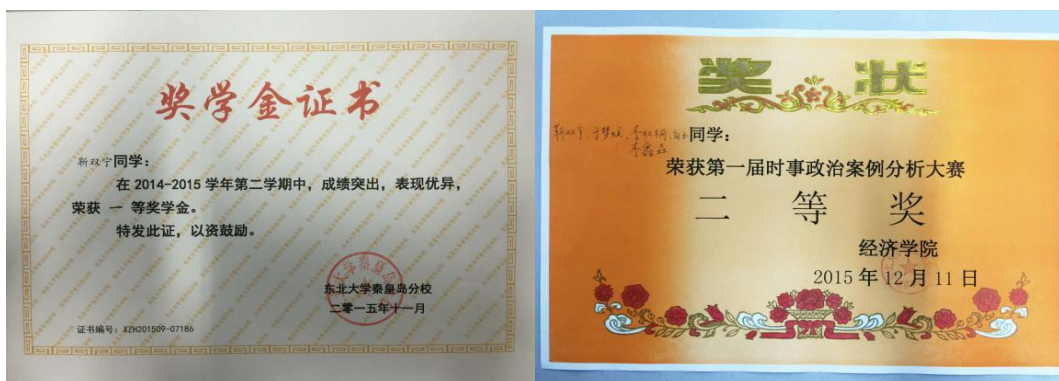 奖学金证书
靳双宁同学：
在 2014-2015 学年第二学期中，成绩突出，表现优异，
荣获 一 等奖学金。
特发此证，以资鼓励。
东北大学秦皇岛分校
二零一五年十一月
证书编号：XZH201509-07186
奖 状
靳双宁、 同学：
荣获第一届时事政治案例分析大赛
二 等 奖
经济学院
2015 年 12 月 11 日